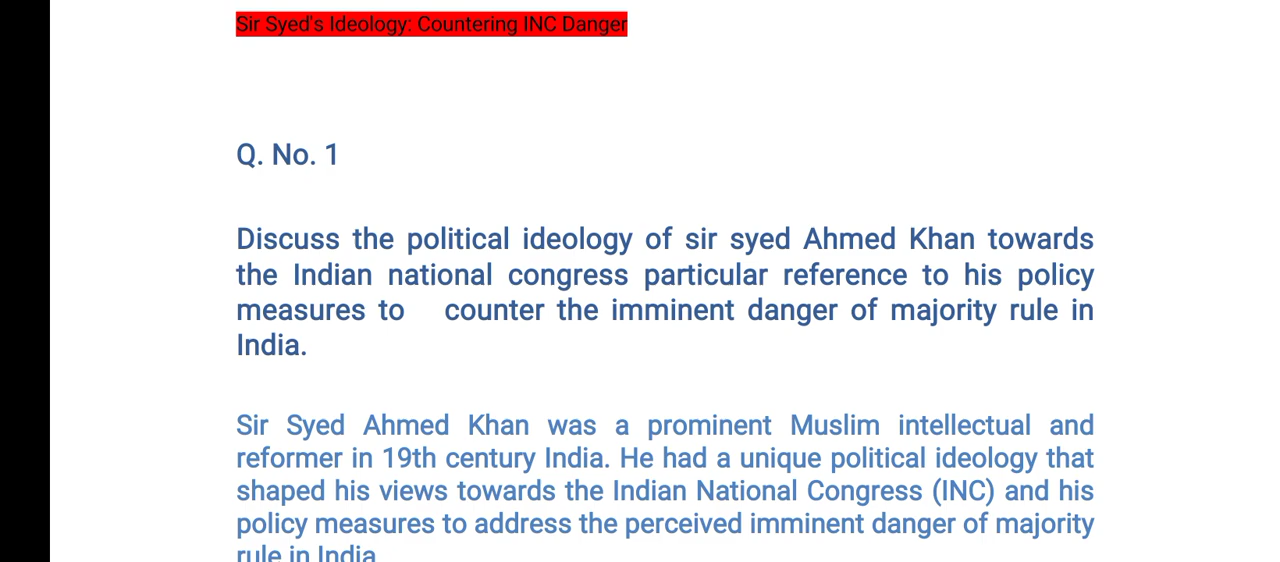 Sir Syed's Ideology: Countering INC Danger
Q. No. 1
Discuss the political ideology of sir syed Ahmed Khan towards
the Indian national congress particular reference to his policy
measures to counter the imminent danger of majority rule in
India.
Sir Syed Ahmed Khan was a prominent Muslim intellectual and
reformer in 19th century India. He had a unique political ideology that
shaped his views towards the Indian National Congress (INC) and his
policy measures to address the perceived imminent danger of majority
rule in India